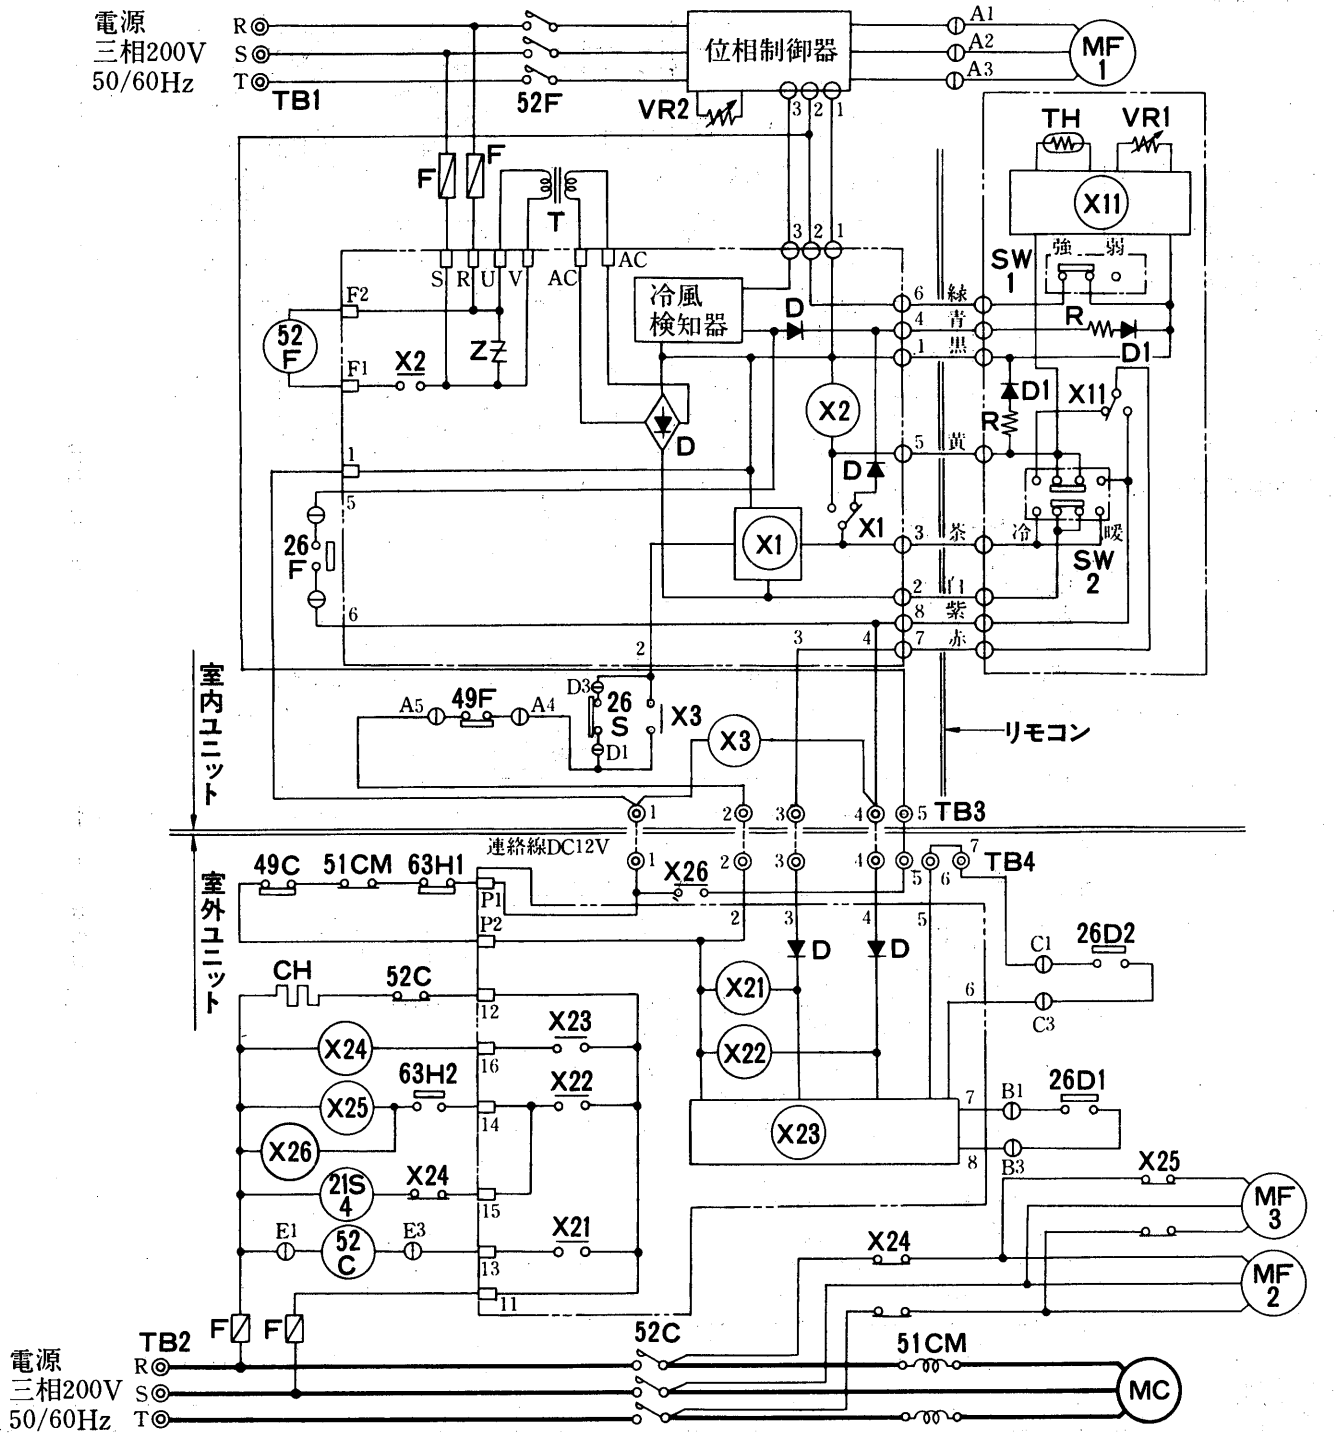 電源
三相200V
50/60Hz
R
S
T
TB1
52F
位相制御器
VR2
3 2 1
A1
A2
A3
MF
1
TH
VR1
X11
F
F
T
S R U V
AC
AC
3 2 1
冷風
検知器
SW
1
強 弱
F2
52
F
F1
X2
Z
D
6 緑
4 青
1 黒
R
D1
D1
R
X11
X2
D
D
5 黄
1
5
26
F
6
X1
X1
3 茶
冷 暖
SW
2
2 白
8 紫
7 赤
3
4
2
室内ユニット
A5
49F
A4
D3
26
S
D1
X3
X3
リモコン
1
2
3
4
5
TB3
連絡線DC12V
室外ユニット
49C
51CM
63H1
P1
P2
1
X26
2
3
4
5
6
7
TB4
2
3
4
5
D
D
C1
26D2
C3
6
CH
52C
12
X21
X24
16
X23
X22
X25
63H2
14
X22
X26
21S
4
X24
15
X23
7
8
B1
26D1
B3
E1
52
C
E3
13
X21
11
X25
MF
3
X24
MF
2
F
F
TB2
52C
51CM
電源
三相200V
50/60Hz
R
S
T
MC